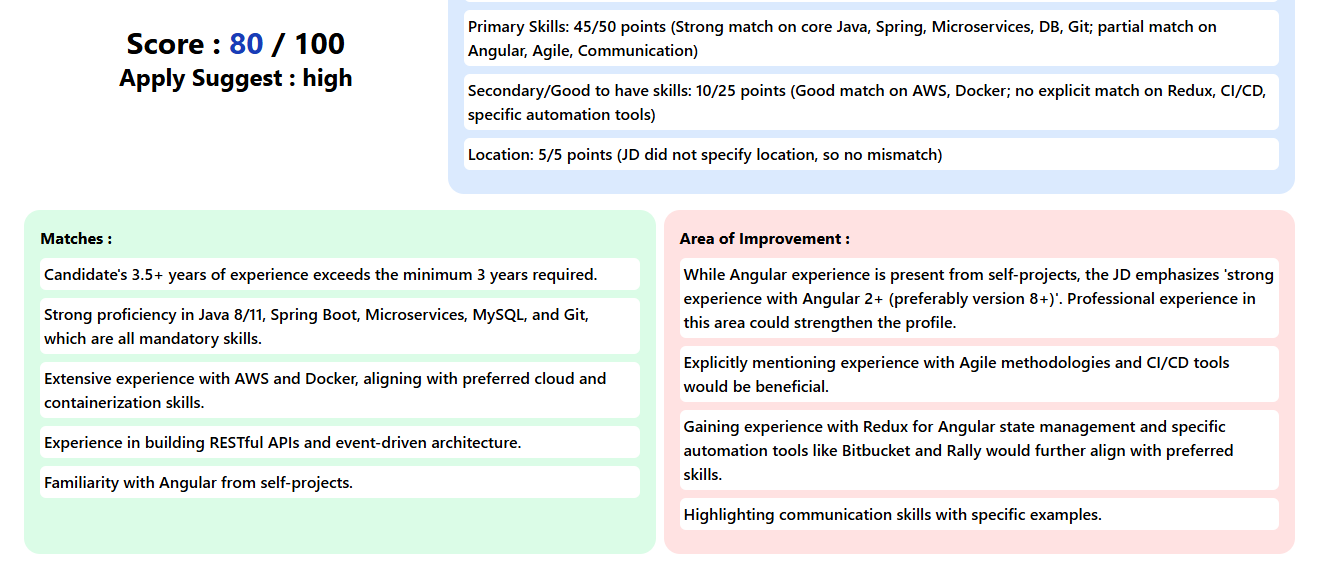 Score : 80 / 100
Apply Suggest : high
Primary Skills: 45/50 points (Strong match on core Java, Spring, Microservices, DB, Git; partial match on
Angular, Agile, Communication)
Secondary/Good to have skills: 10/25 points (Good match on AWS, Docker; no explicit match on Redux, CI/CD,
specific automation tools)
Location: 5/5 points (JD did not specify location, so no mismatch)
Matches :
Candidate's 3.5+ years of experience exceeds the minimum 3 years required.
Strong proficiency in Java 8/11, Spring Boot, Microservices, MySQL, and Git,
which are all mandatory skills.
Extensive experience with AWS and Docker, aligning with preferred cloud and
containerization skills.
Experience in building RESTful APIs and event-driven architecture.
Familiarity with Angular from self-projects.
Area of Improvement :
While Angular experience is present from self-projects, the JD emphasizes 'strong
experience with Angular 2+ (preferably version 8+)'. Professional experience in
this area could strengthen the profile.
Explicitly mentioning experience with Agile methodologies and CI/CD tools
would be beneficial.
Gaining experience with Redux for Angular state management and specific
automation tools like Bitbucket and Rally would further align with preferred
skills.
Highlighting communication skills with specific examples.